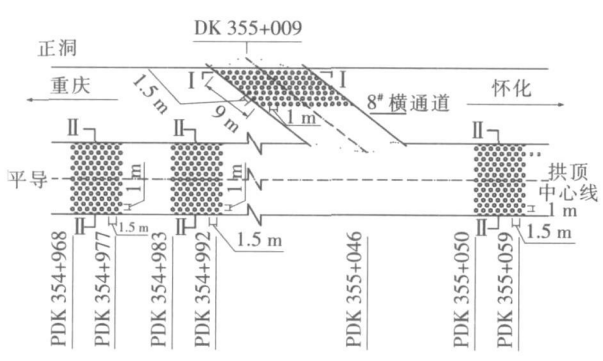 DK 355+009
正洞
I
I
重庆
怀化
1.5 m
9 m
1 m
8# 横通道
II
II
II
平导
1 m
1 m
拱顶
中心线
1 m
II
II
II
1.5 m
1.5 m
1.5 m
PDK 354+968
PDK 354+977
PDK 354+983
PDK 354+992
PDK 355+046
PDK 355+050
PDK 355+059